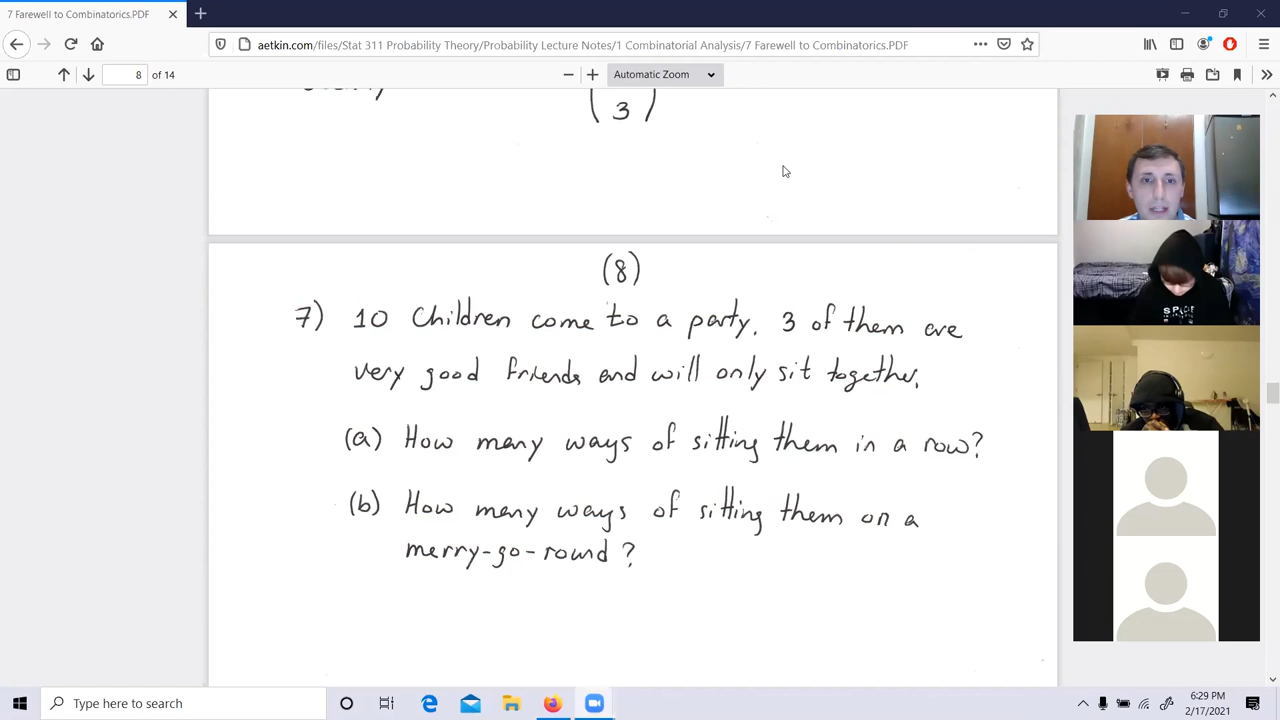 7 Farewell to Combinatorics.PDF
aetkin.com/files/Stat 311 Probability Theory/Probability Lecture Notes/1 Combinatorial Analysis/7 Farewell to Combinatorics.PDF
8 of 14
Automatic Zoom
3
(8)
7) 10 Children come to a party. 3 of them are
very good friends and will only sit together.
(a) How many ways of sitting them in a row?
(b) How many ways of sitting them on a
merry-go-round?
SPACE
Type here to search
6:29 PM
2/17/2021